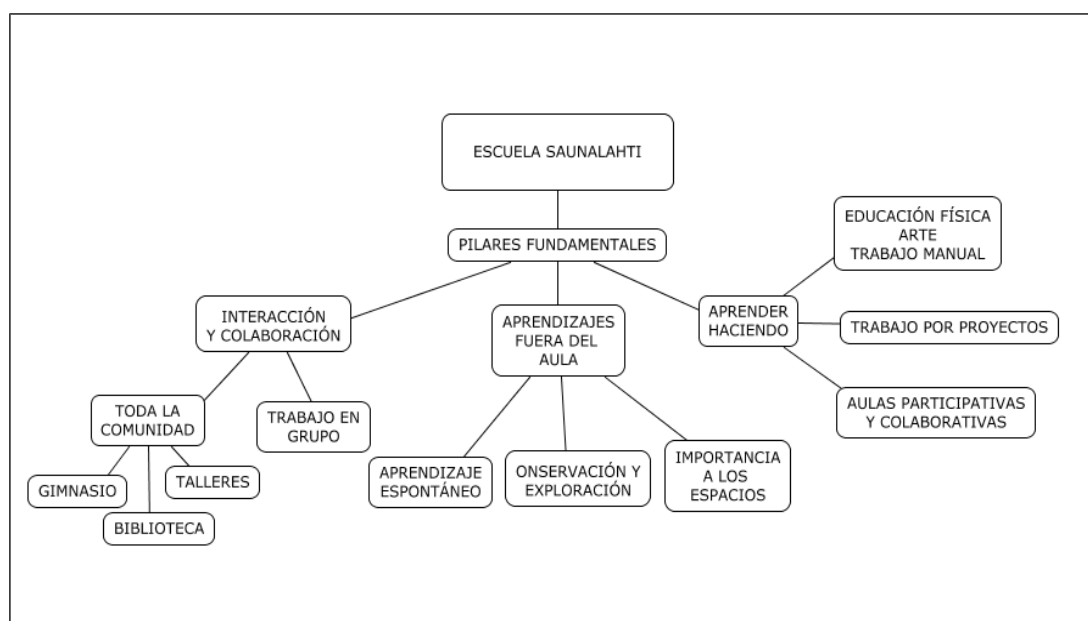 ESCUELA SAUNALAHTI
PILARES FUNDAMENTALES
INTERACCIÓN
Y COLABORACIÓN
TODA LA
COMUNIDAD
GIMNASIO
BIBLIOTECA
TALLERES
TRABAJO EN
GRUPO
APRENDIZAJES
FUERA DEL
AULA
APRENDIZAJE
ESPONTÁNEO
ONSERVACIÓN Y
EXPLORACIÓN
IMPORTANCIA
A LOS
ESPACIOS
APRENDER
HACIENDO
EDUCACIÓN FÍSICA
ARTE
TRABAJO MANUAL
TRABAJO POR PROYECTOS
AULAS PARTICIPATIVAS
Y COLABORATIVAS